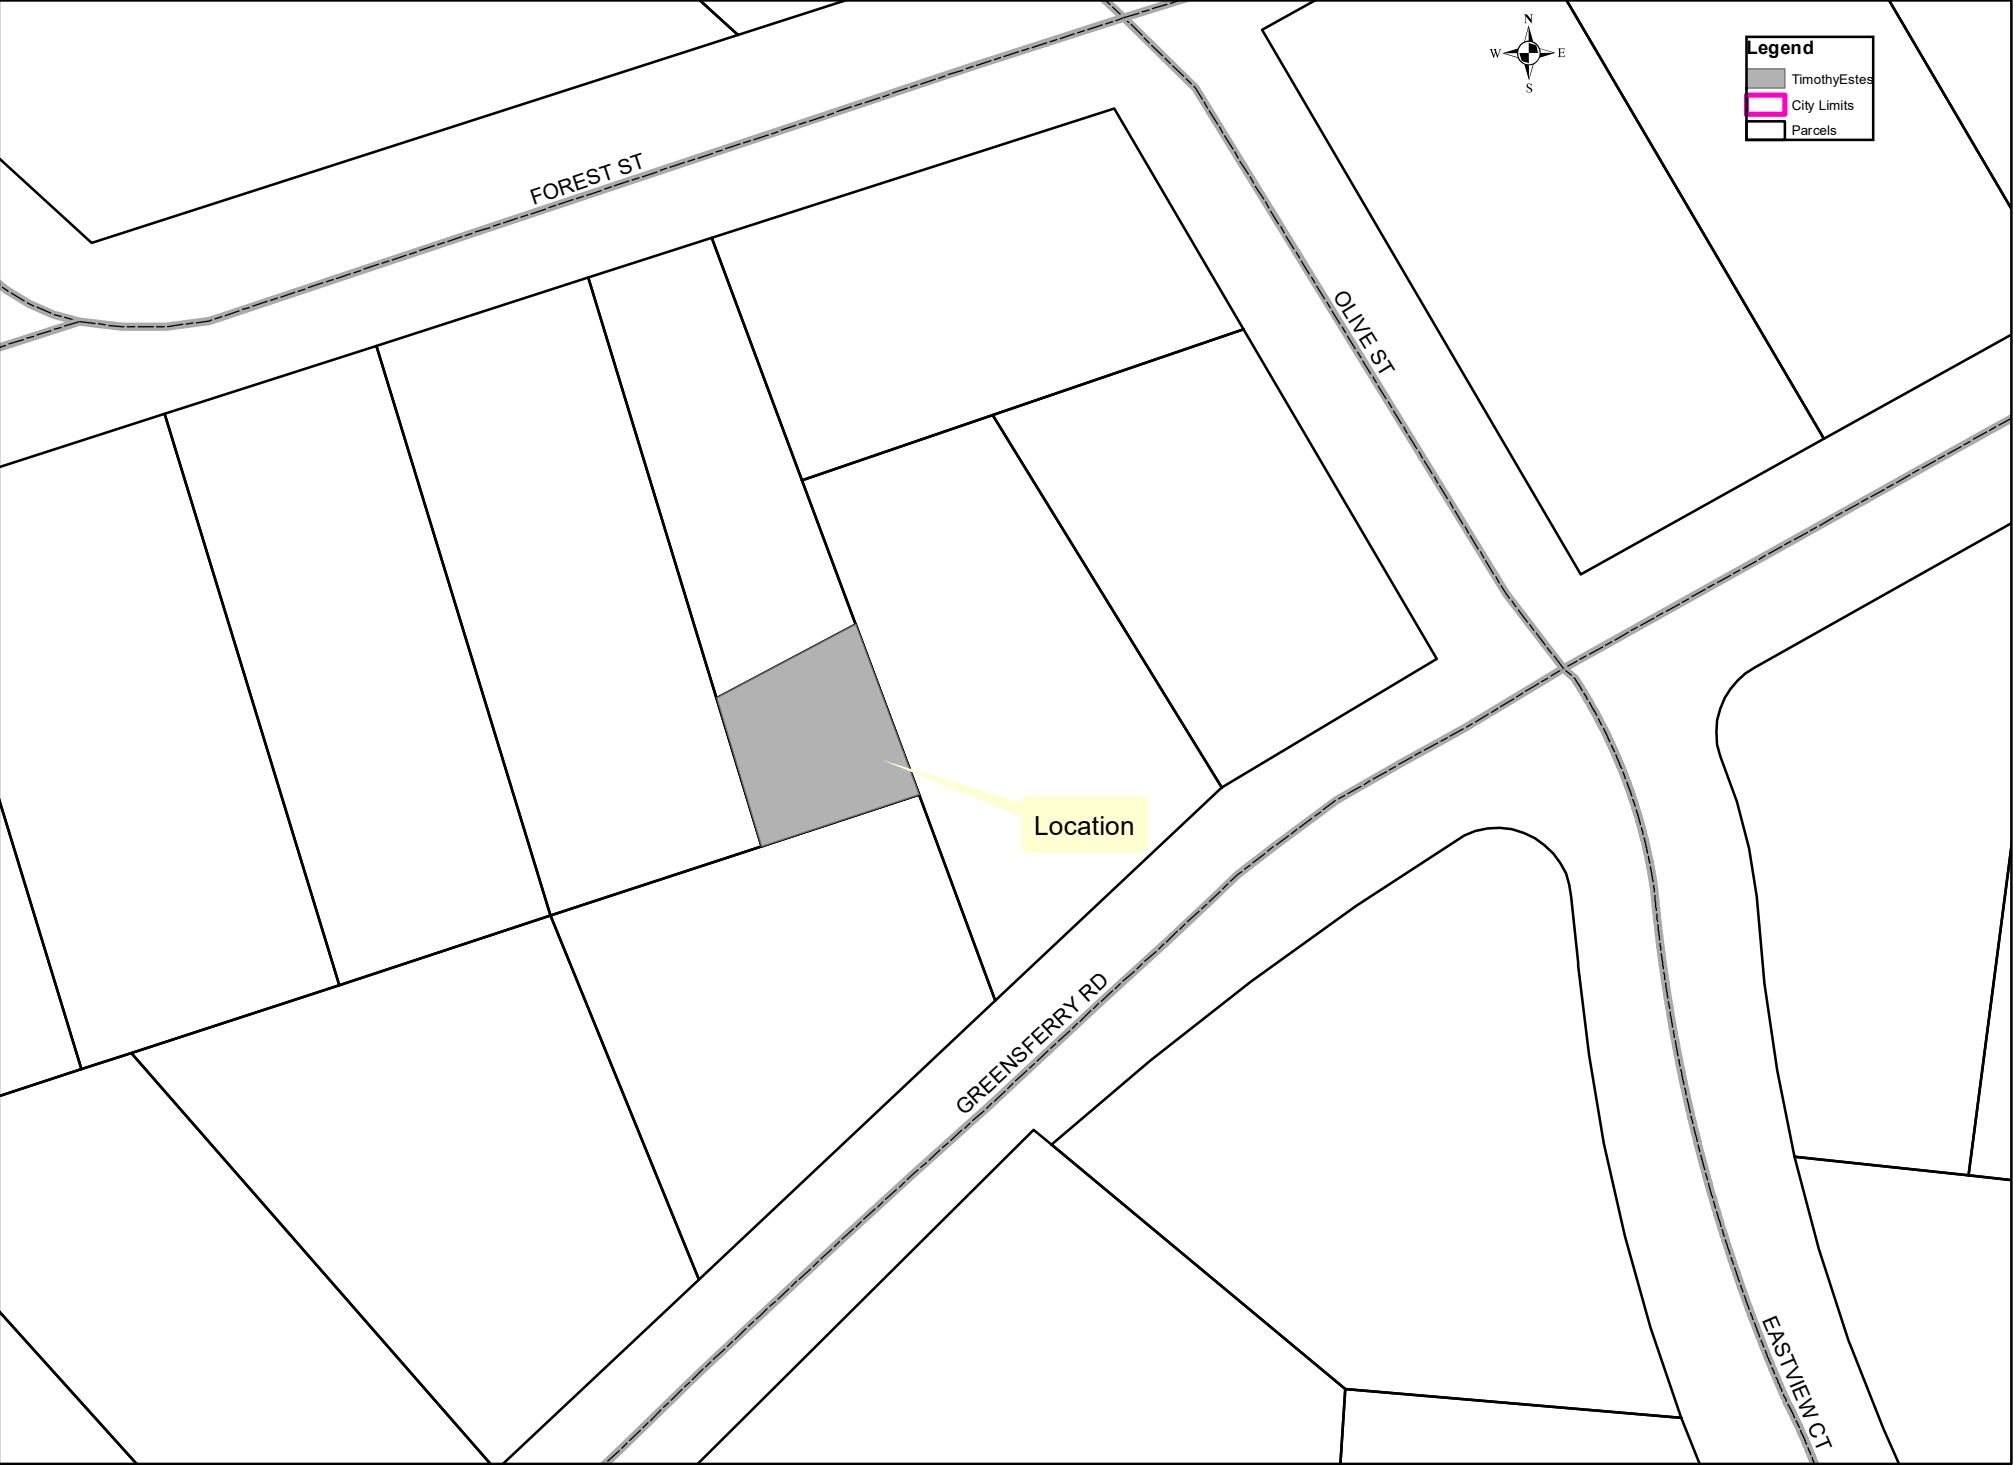 N
W E
S
Legend
TimothyEstes
City Limits
Parcels
FOREST ST
OLIVE ST
Location
GREENSFERRY RD
EASTVIEW CT